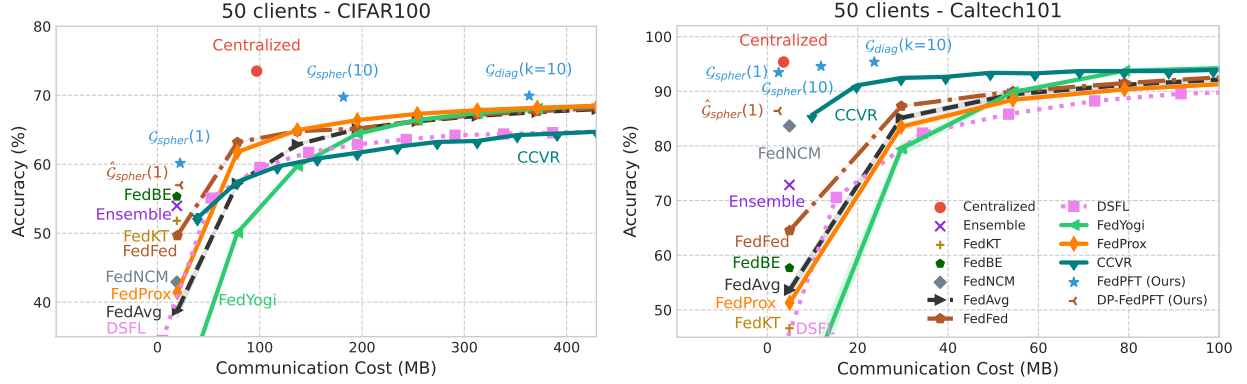 50 clients - CIFAR100
80
70
60
50
40
Accuracy (%)
0
100
200
300
400
Communication Cost (MB)
Centralized
𝒢spher(10)
𝒢diag(k=10)
𝒢spher(1)
𝒢̂spher(1)
FedBE
Ensemble
FedKT
FedFed
FedNCM
FedProx
FedAvg
DSFL
FedYogi
CCVR
50 clients - Caltech101
100
90
80
70
60
50
Accuracy (%)
0
20
40
60
80
100
Communication Cost (MB)
Centralized
𝒢diag(k=10)
𝒢spher(1)
𝒢spher(10)
𝒢̂spher(1)
CCVR
FedNCM
Ensemble
FedFed
FedBE
FedAvg
FedProx
FedKT
DSFL
Centralized
Ensemble
FedKT
FedBE
FedNCM
FedAvg
FedFed
DSFL
FedYogi
FedProx
CCVR
FedPFT (Ours)
DP-FedPFT (Ours)